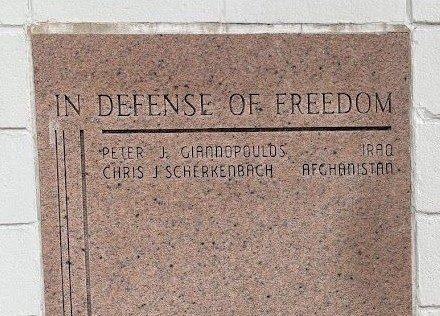 IN DEFENSE OF FREEDOM
PETER J. GIANNOPOULOS IRAQ
CHRIS J SCHERKENBACH AFGHANISTAN